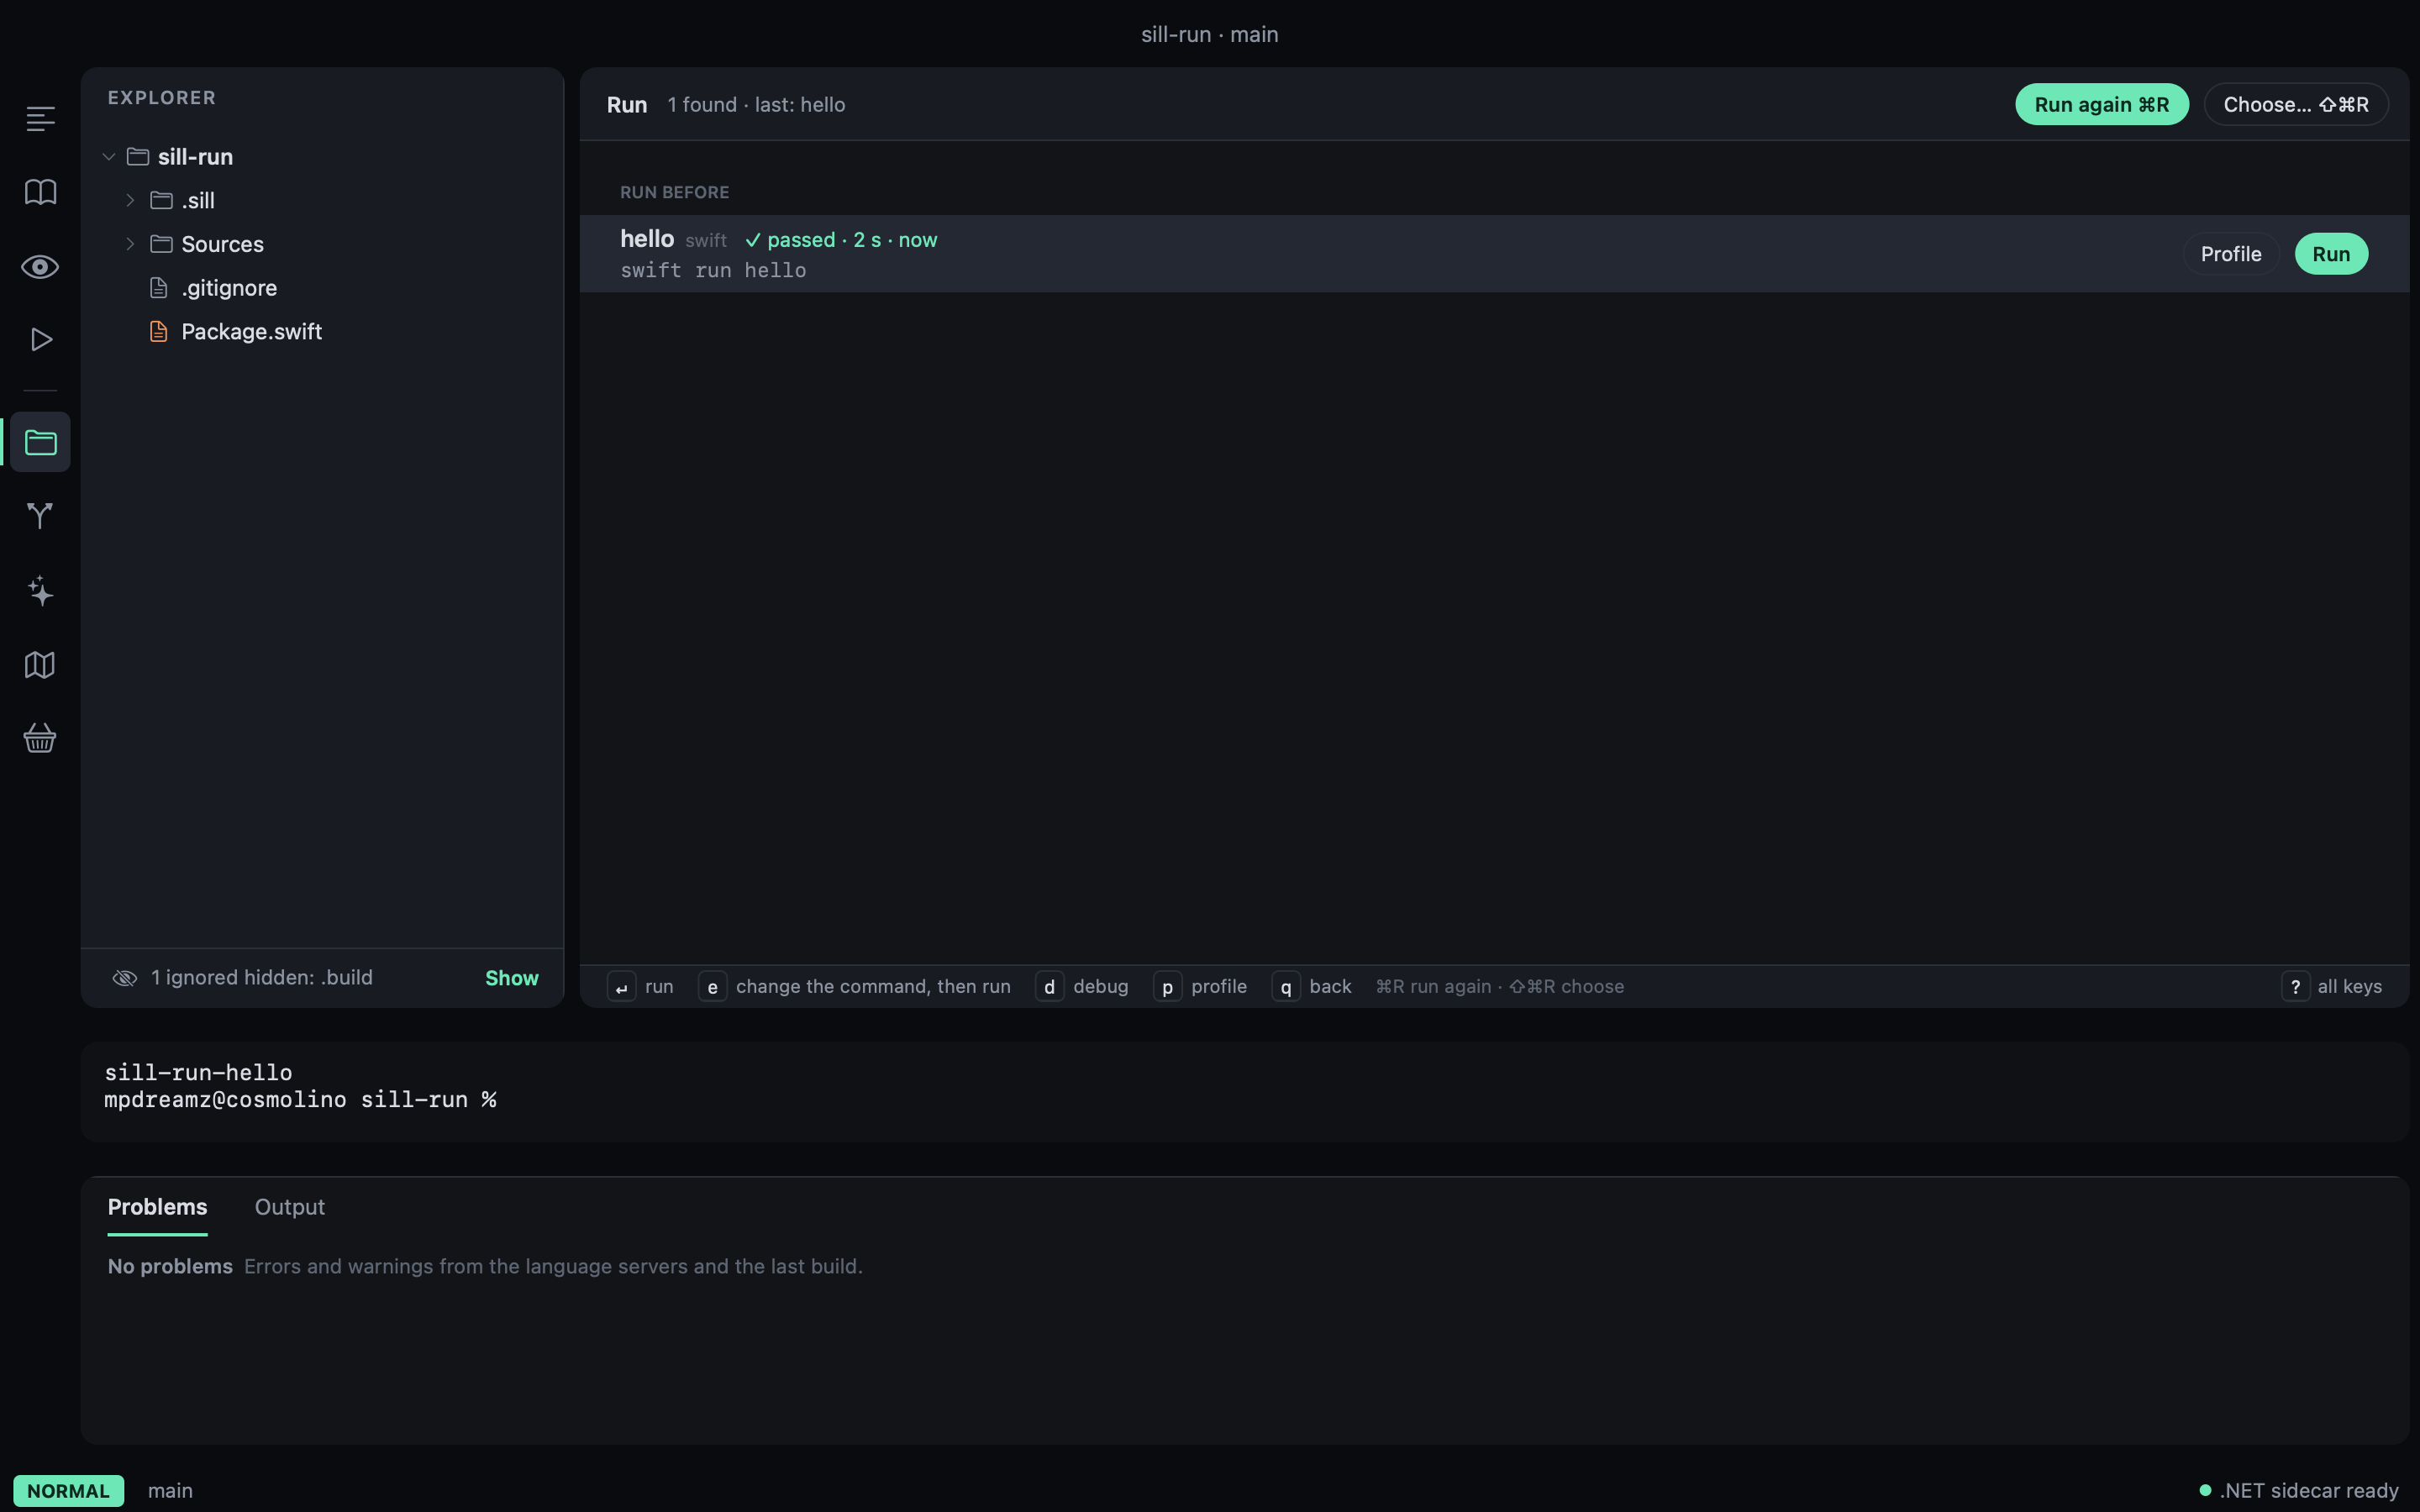 sill-run · main
EXPLORER
sill-run
.sill
Sources
.gitignore
Package.swift
1 ignored hidden: .build
Show
Run 1 found · last: hello
Run again ⌘R
Choose... ⇧⌘R
RUN BEFORE
hello swift ✓ passed · 2 s · now
swift run hello
Profile
Run
↵ run e change the command, then run d debug p profile q back ⌘R run again · ⇧⌘R choose
? all keys
sill-run-hello
mpdreamz@cosmolino sill-run %
Problems Output
No problems Errors and warnings from the language servers and the last build.
NORMAL main
.NET sidecar ready